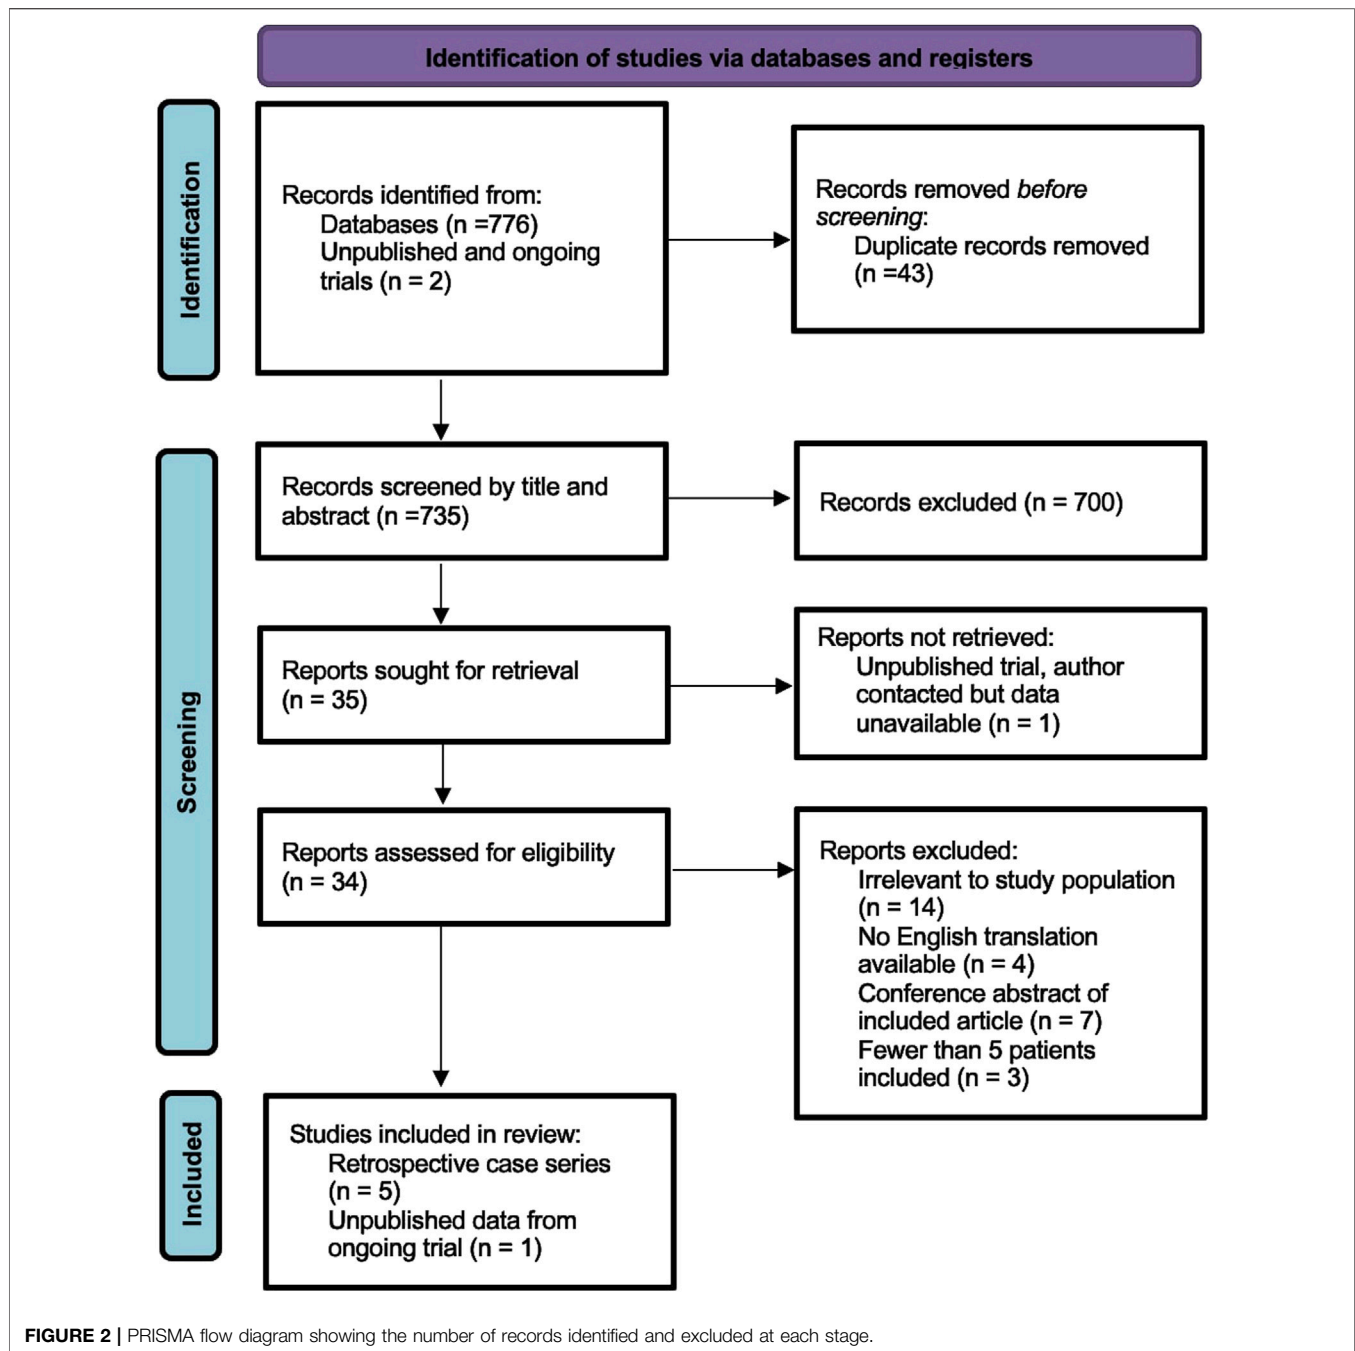 Identification of studies via databases and registers
Identification
Records identified from:
Databases (n =776)
Unpublished and ongoing
trials (n = 2)
Records removed before
screening:
Duplicate records removed
(n =43)
Screening
Records screened by title and
abstract (n =735)
Records excluded (n = 700)
Reports sought for retrieval
(n = 35)
Reports not retrieved:
Unpublished trial, author
contacted but data
unavailable (n = 1)
Reports assessed for eligibility
(n = 34)
Reports excluded:
Irrelevant to study population
(n = 14)
No English translation
available (n = 4)
Conference abstract of
included article (n = 7)
Fewer than 5 patients
included (n = 3)
Included
Studies included in review:
Retrospective case series
(n = 5)
Unpublished data from
ongoing trial (n = 1)
FIGURE 2 | PRISMA flow diagram showing the number of records identified and excluded at each stage.